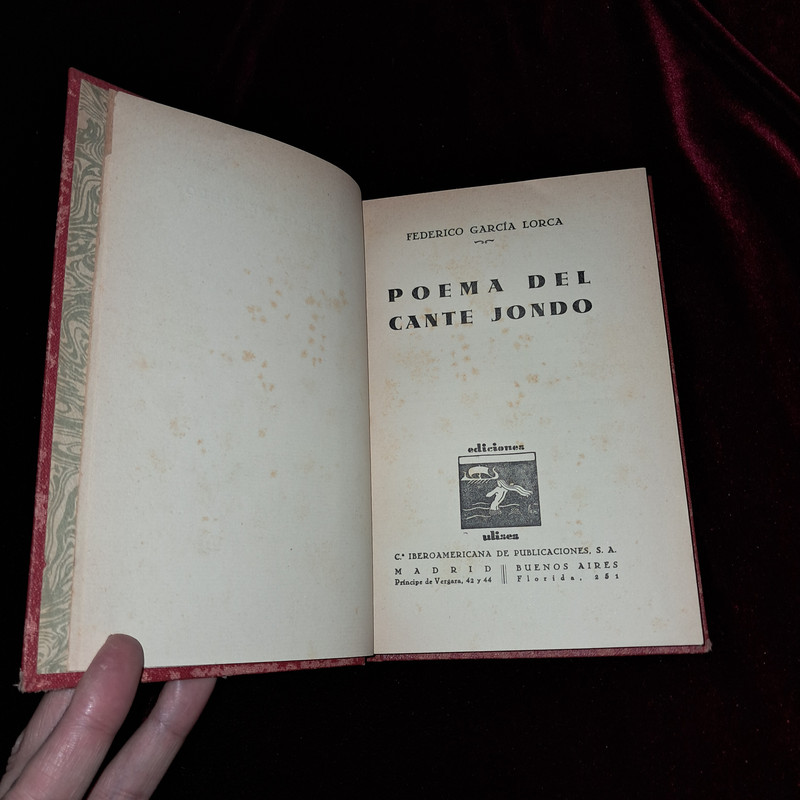 FEDERICO GARCÍA LORCA
POEMA DEL
CANTE JONDO
ediciones
ulises
C.ª IBEROAMERICANA DE PUBLICACIONES, S. A.
MADRID
Príncipe de Vergara, 42 y 44
BUENOS AIRES
Florida, 251